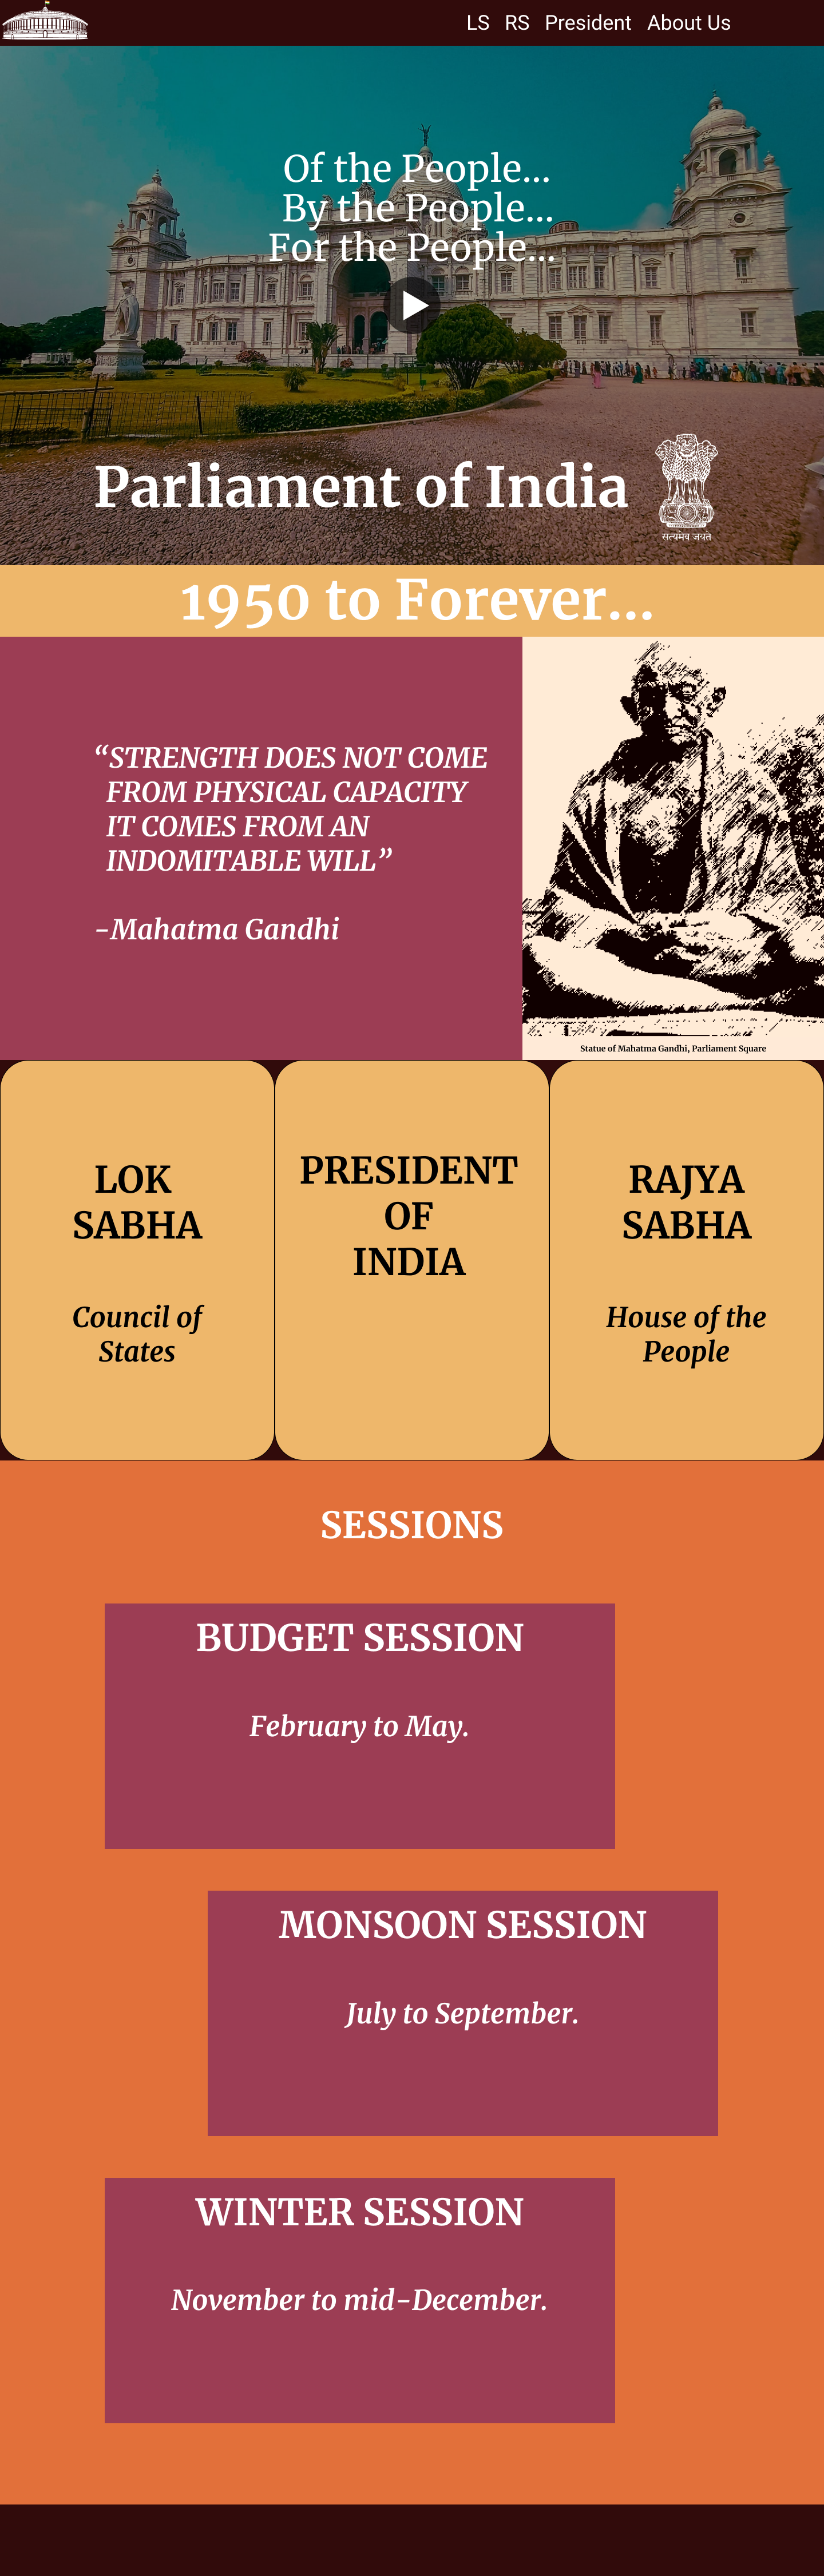 LS RS President About Us
Of the People...
By the People...
For the People...
Parliament of India
सत्यमेव जयते
1950 to Forever...
“STRENGTH DOES NOT COME
FROM PHYSICAL CAPACITY
IT COMES FROM AN
INDOMITABLE WILL”
-Mahatma Gandhi
Statue of Mahatma Gandhi, Parliament Square
LOK
SABHA
Council of
States
PRESIDENT
OF
INDIA
RAJYA
SABHA
House of the
People
SESSIONS
BUDGET SESSION
February to May.
MONSOON SESSION
July to September.
WINTER SESSION
November to mid-December.